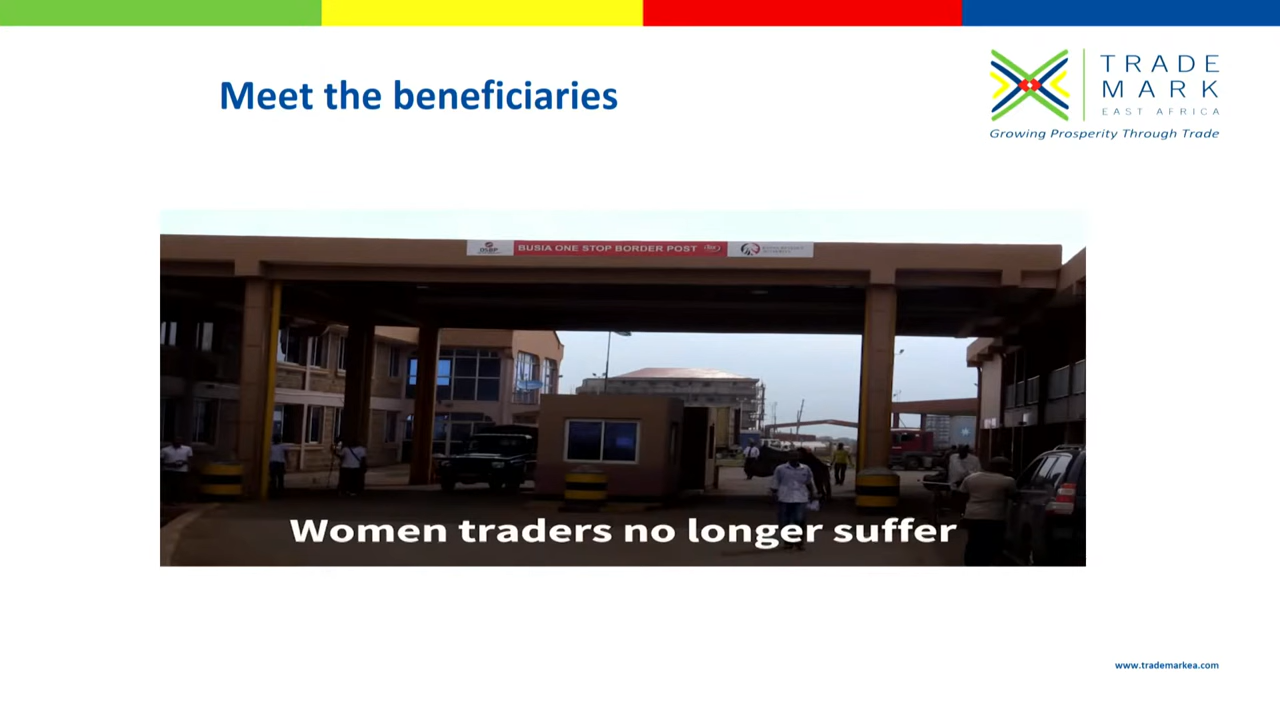 Meet the beneficiaries
TRADE
MARK
EAST AFRICA
Growing Prosperity Through Trade
OSBP
BUSIA ONE STOP BORDER POST
Women traders no longer suffer
www.trademarkea.com